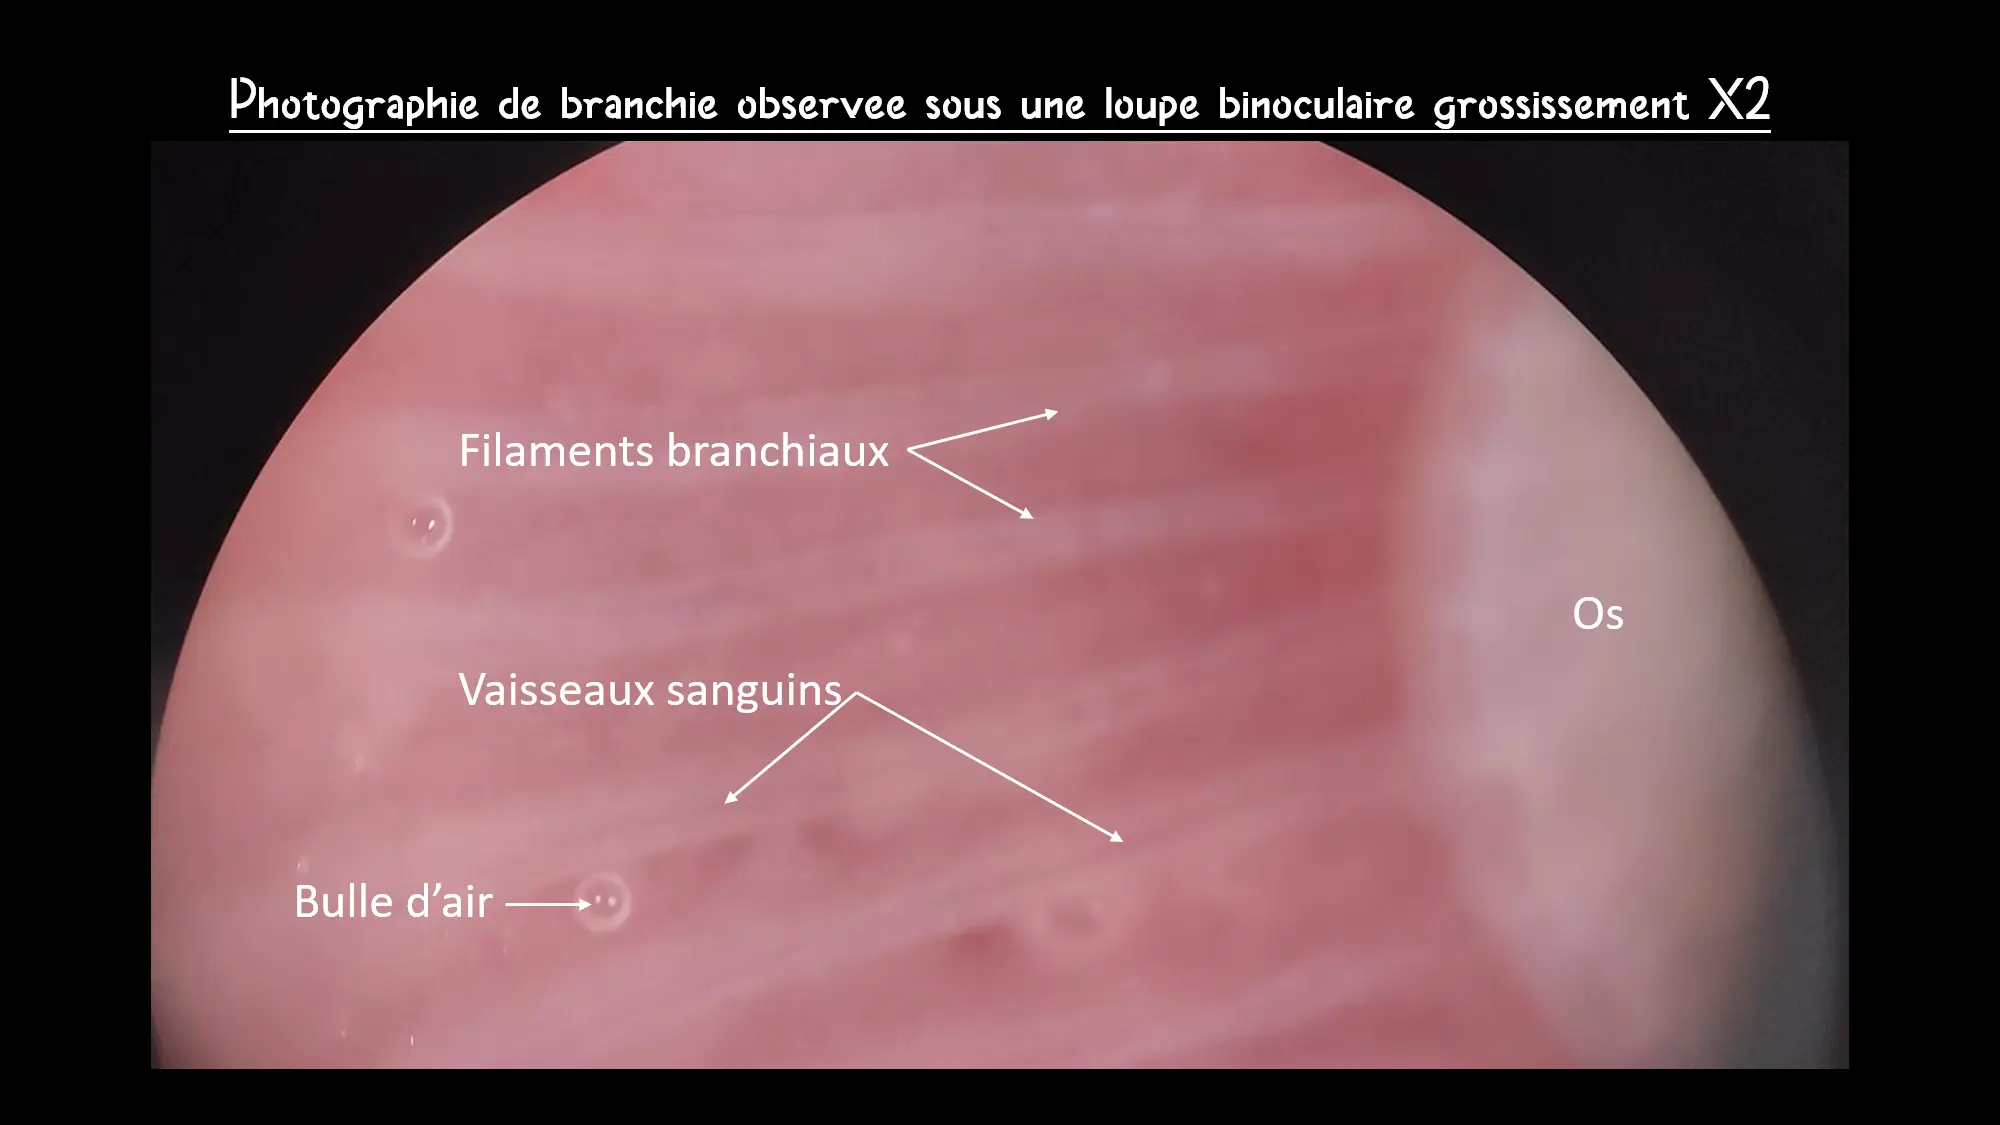 Photographie de branchie observee sous une loupe binoculaire grossissement X2
Filaments branchiaux
Vaisseaux sanguins
Os
Bulle d’air